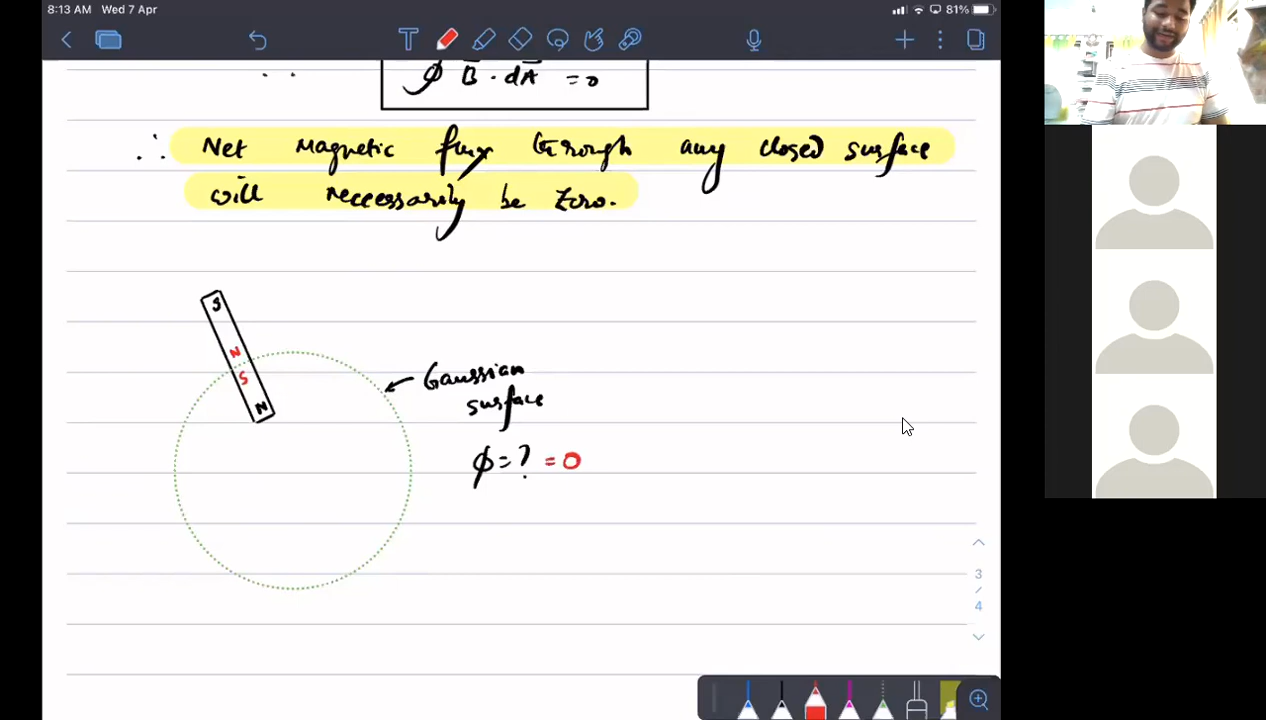 8:13 AM Wed 7 Apr
81%
T
∮ B · dA = 0
∴ Net Magnetic flux through any closed surface
will neccessarily be zero.
S
N
S
N
Gaussian
surface
ϕ = ? = 0
3
/
4